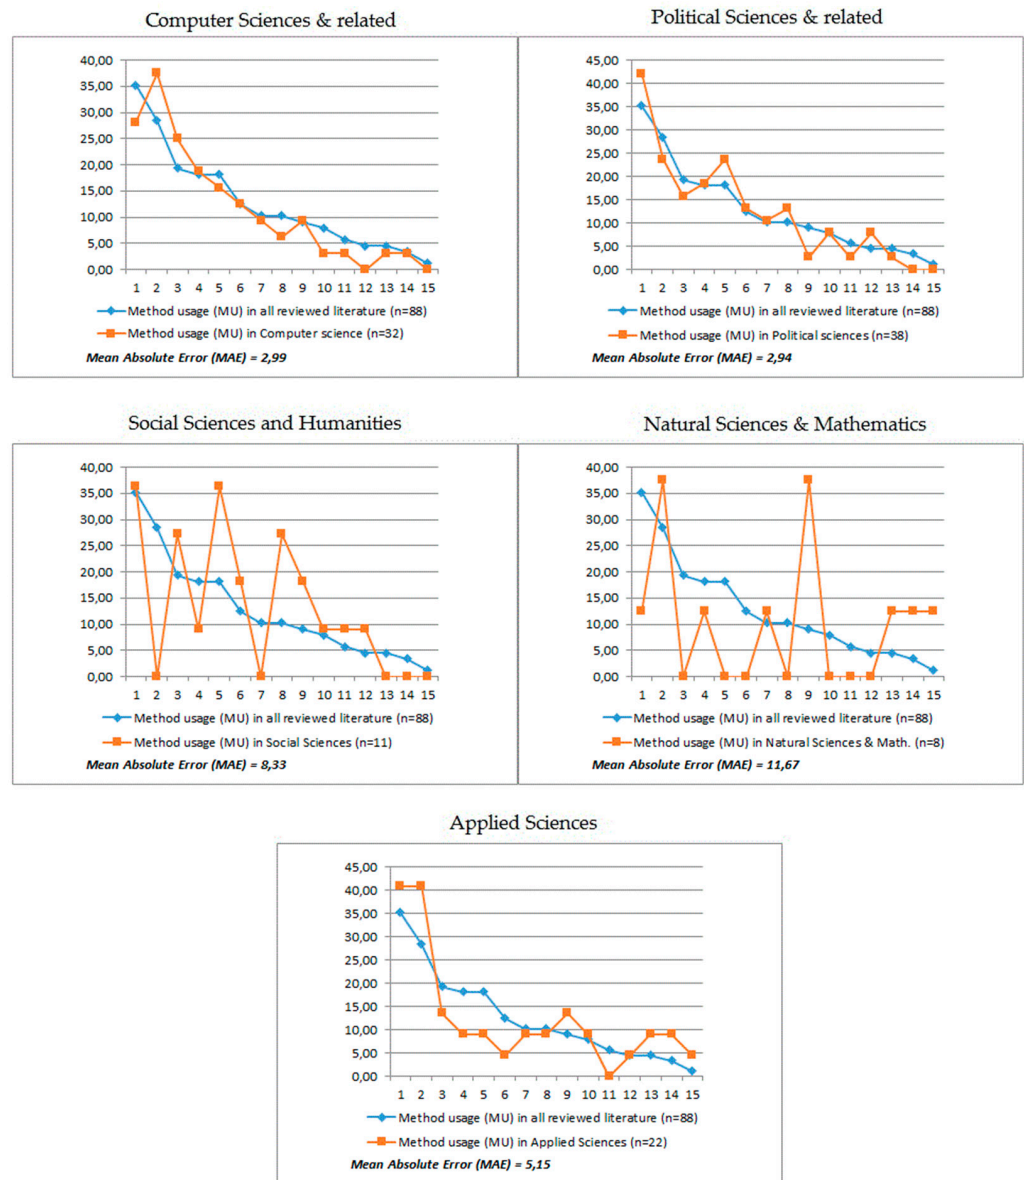 Computer Sciences & related
40,00
35,00
30,00
25,00
20,00
15,00
10,00
5,00
0,00
1 2 3 4 5 6 7 8 9 10 11 12 13 14 15
Method usage (MU) in all reviewed literature (n=88)
Method usage (MU) in Computer science (n=32)
Mean Absolute Error (MAE) = 2,99
Political Sciences & related
45,00
40,00
35,00
30,00
25,00
20,00
15,00
10,00
5,00
0,00
1 2 3 4 5 6 7 8 9 10 11 12 13 14 15
Method usage (MU) in all reviewed literature (n=88)
Method usage (MU) in Political sciences (n=38)
Mean Absolute Error (MAE) = 2,94
Social Sciences and Humanities
40,00
35,00
30,00
25,00
20,00
15,00
10,00
5,00
0,00
1 2 3 4 5 6 7 8 9 10 11 12 13 14 15
Method usage (MU) in all reviewed literature (n=88)
Method usage (MU) in Social Sciences (n=11)
Mean Absolute Error (MAE) = 8,33
Natural Sciences & Mathematics
40,00
35,00
30,00
25,00
20,00
15,00
10,00
5,00
0,00
1 2 3 4 5 6 7 8 9 10 11 12 13 14 15
Method usage (MU) in all reviewed literature (n=88)
Method usage (MU) in Natural Sciences & Math. (n=8)
Mean Absolute Error (MAE) = 11,67
Applied Sciences
45,00
40,00
35,00
30,00
25,00
20,00
15,00
10,00
5,00
0,00
1 2 3 4 5 6 7 8 9 10 11 12 13 14 15
Method usage (MU) in all reviewed literature (n=88)
Method usage (MU) in Applied Sciences (n=22)
Mean Absolute Error (MAE) = 5,15